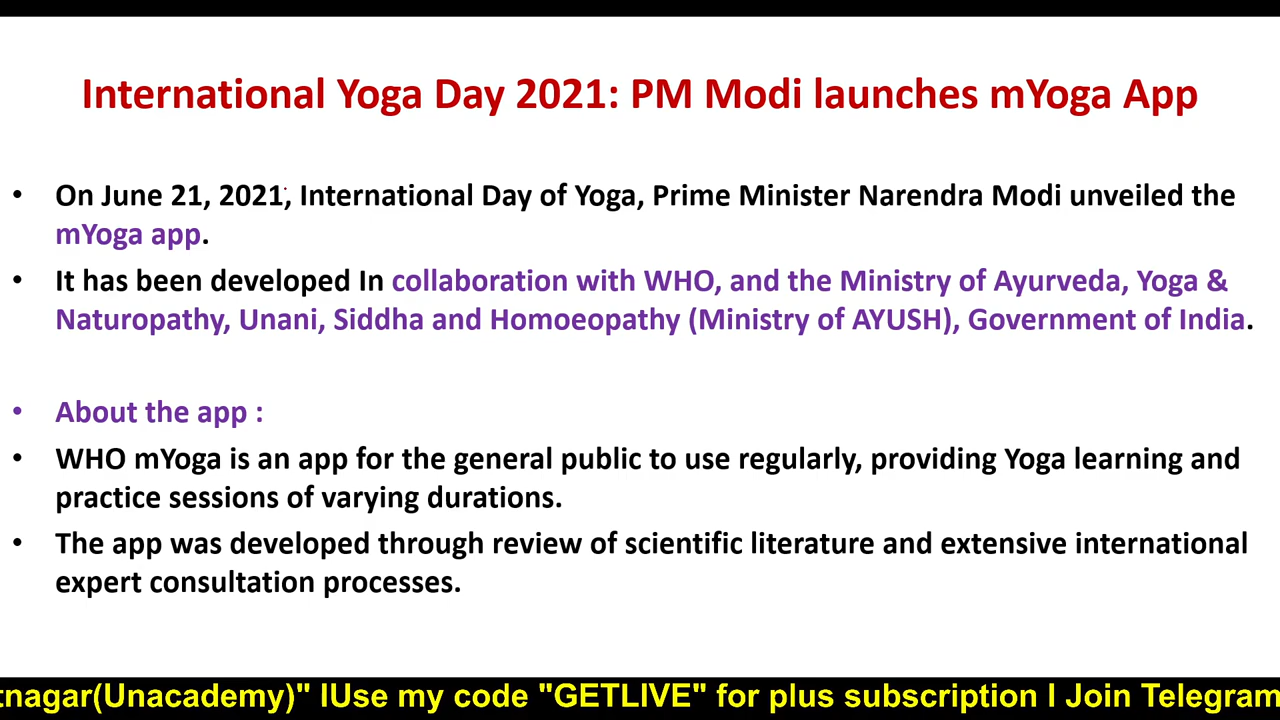 International Yoga Day 2021: PM Modi launches mYoga App
• On June 21, 2021, International Day of Yoga, Prime Minister Narendra Modi unveiled the
mYoga app.
• It has been developed In collaboration with WHO, and the Ministry of Ayurveda, Yoga &
Naturopathy, Unani, Siddha and Homoeopathy (Ministry of AYUSH), Government of India.
• About the app :
• WHO mYoga is an app for the general public to use regularly, providing Yoga learning and
practice sessions of varying durations.
• The app was developed through review of scientific literature and extensive international
expert consultation processes.
tnagar(Unacademy)" IUse my code "GETLIVE" for plus subscription I Join Telegram